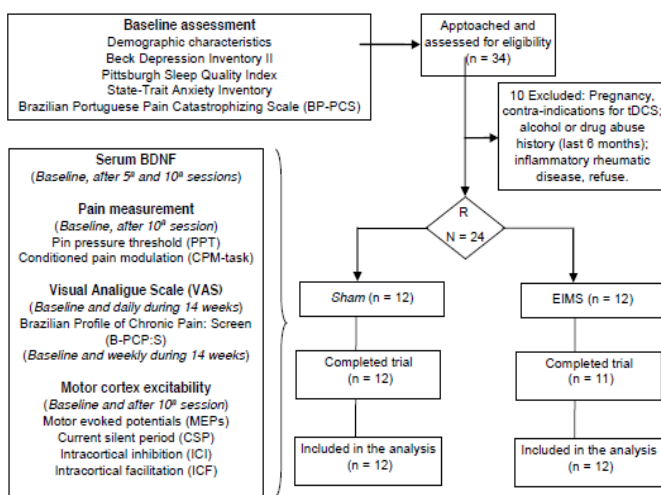 Baseline assessment
Demographic characteristics
Beck Depression Inventory II
Pittsburgh Sleep Quality Index
State-Trait Anxiety Inventory
Brazilian Portuguese Pain Catastrophizing Scale (BP-PCS)
Apptoached and
assessed for eligibility
(n = 34)
10 Excluded: Pregnancy,
contra-indications for tDCS;
alcohol or drug abuse
history (last 6 months);
inflammatory rheumatic
disease, refuse.
Serum BDNF
(Baseline, after 5ª and 10ª sessions)
Pain measurement
(Baseline, after 10ª session)
Pin pressure threshold (PPT)
Conditioned pain modulation (CPM-task)
Visual Analigue Scale (VAS)
(Baseline and daily during 14 weeks)
Brazilian Profile of Chronic Pain: Screen
(B-PCP:S)
(Baseline and weekly during 14 weeks)
Motor cortex excitability
(Baseline and after 10ª session)
Motor evoked potentials (MEPs)
Current silent period (CSP)
Intracortical inhibition (ICI)
Intracortical facilitation (ICF)
R
N = 24
Sham (n = 12)
EIMS (n = 12)
Completed trial
(n = 12)
Completed trial
(n = 11)
Included in the analysis
(n = 12)
Included in the analysis
(n = 12)